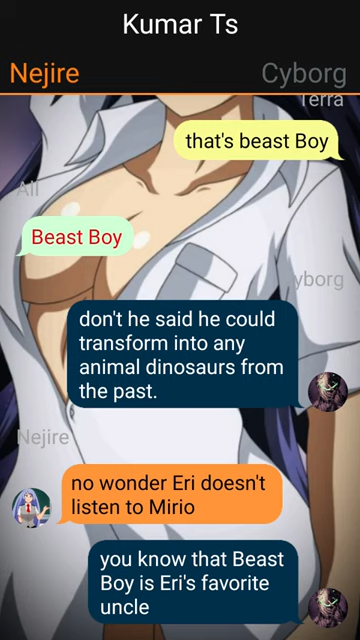 Kumar Ts
Nejire
Cyborg
Terra
that's beast Boy
All
Beast Boy
yborg
don't he said he could
transform into any
animal dinosaurs from
the past.
Nejire
no wonder Eri doesn't
listen to Mirio
you know that Beast
Boy is Eri's favorite
uncle